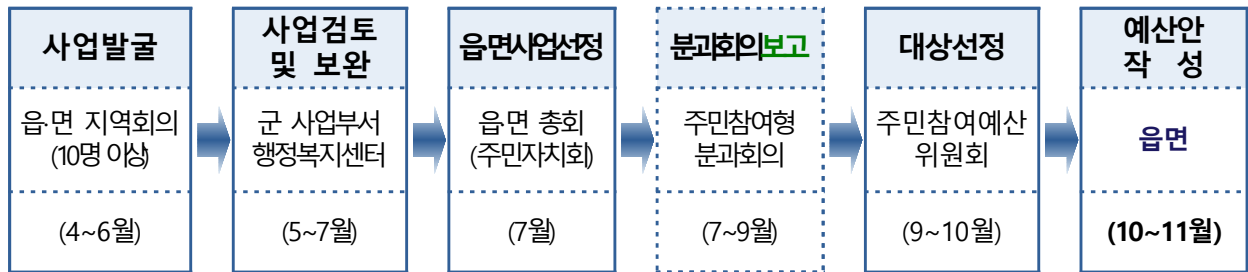 사업발굴
읍·면 지역회의
(10명 이상)
(4~6월)
사업검토
및 보완
군 사업부서
행정복지센터
(5~7월)
읍·면사업선정
읍·면 총회
(주민자치회)
(7월)
분과회의보고
주민참여형
분과회의
(7~9월)
대상선정
주민참여예산
위원회
(9~10월)
예산안
작 성
읍면
(10~11월)